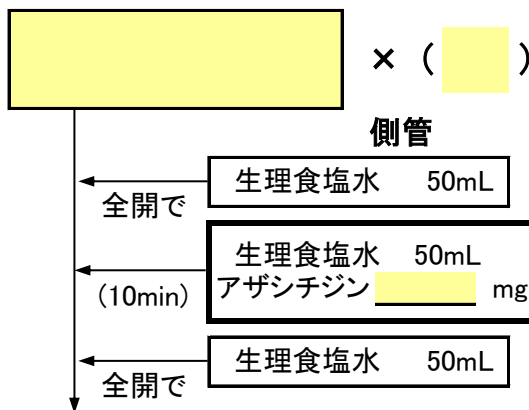 × ( )
側管
生理食塩水 50mL
全開で
生理食塩水 50mL
アザシチジン mg
(10min)
生理食塩水 50mL
全開で